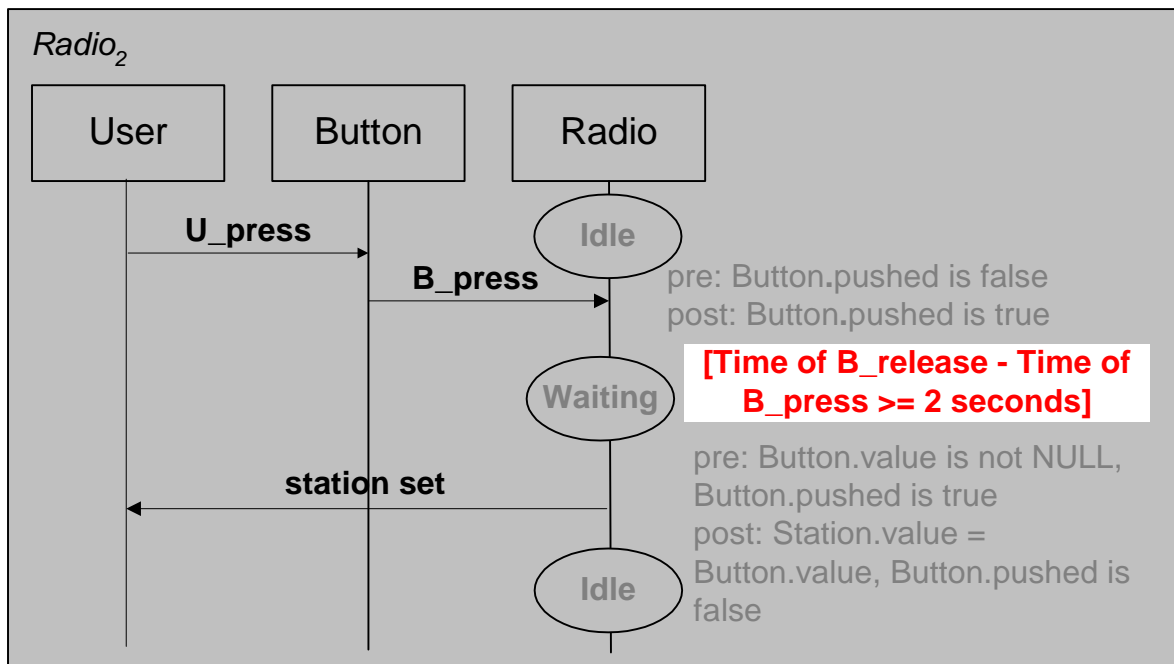 Radio2
User Button Radio
Idle
U_press
B_press
pre: Button.pushed is false
post: Button.pushed is true
[Time of B_release - Time of
B_press >= 2 seconds]
Waiting
pre: Button.value is not NULL,
Button.pushed is true
station set
post: Station.value =
Button.value, Button.pushed is
false
Idle